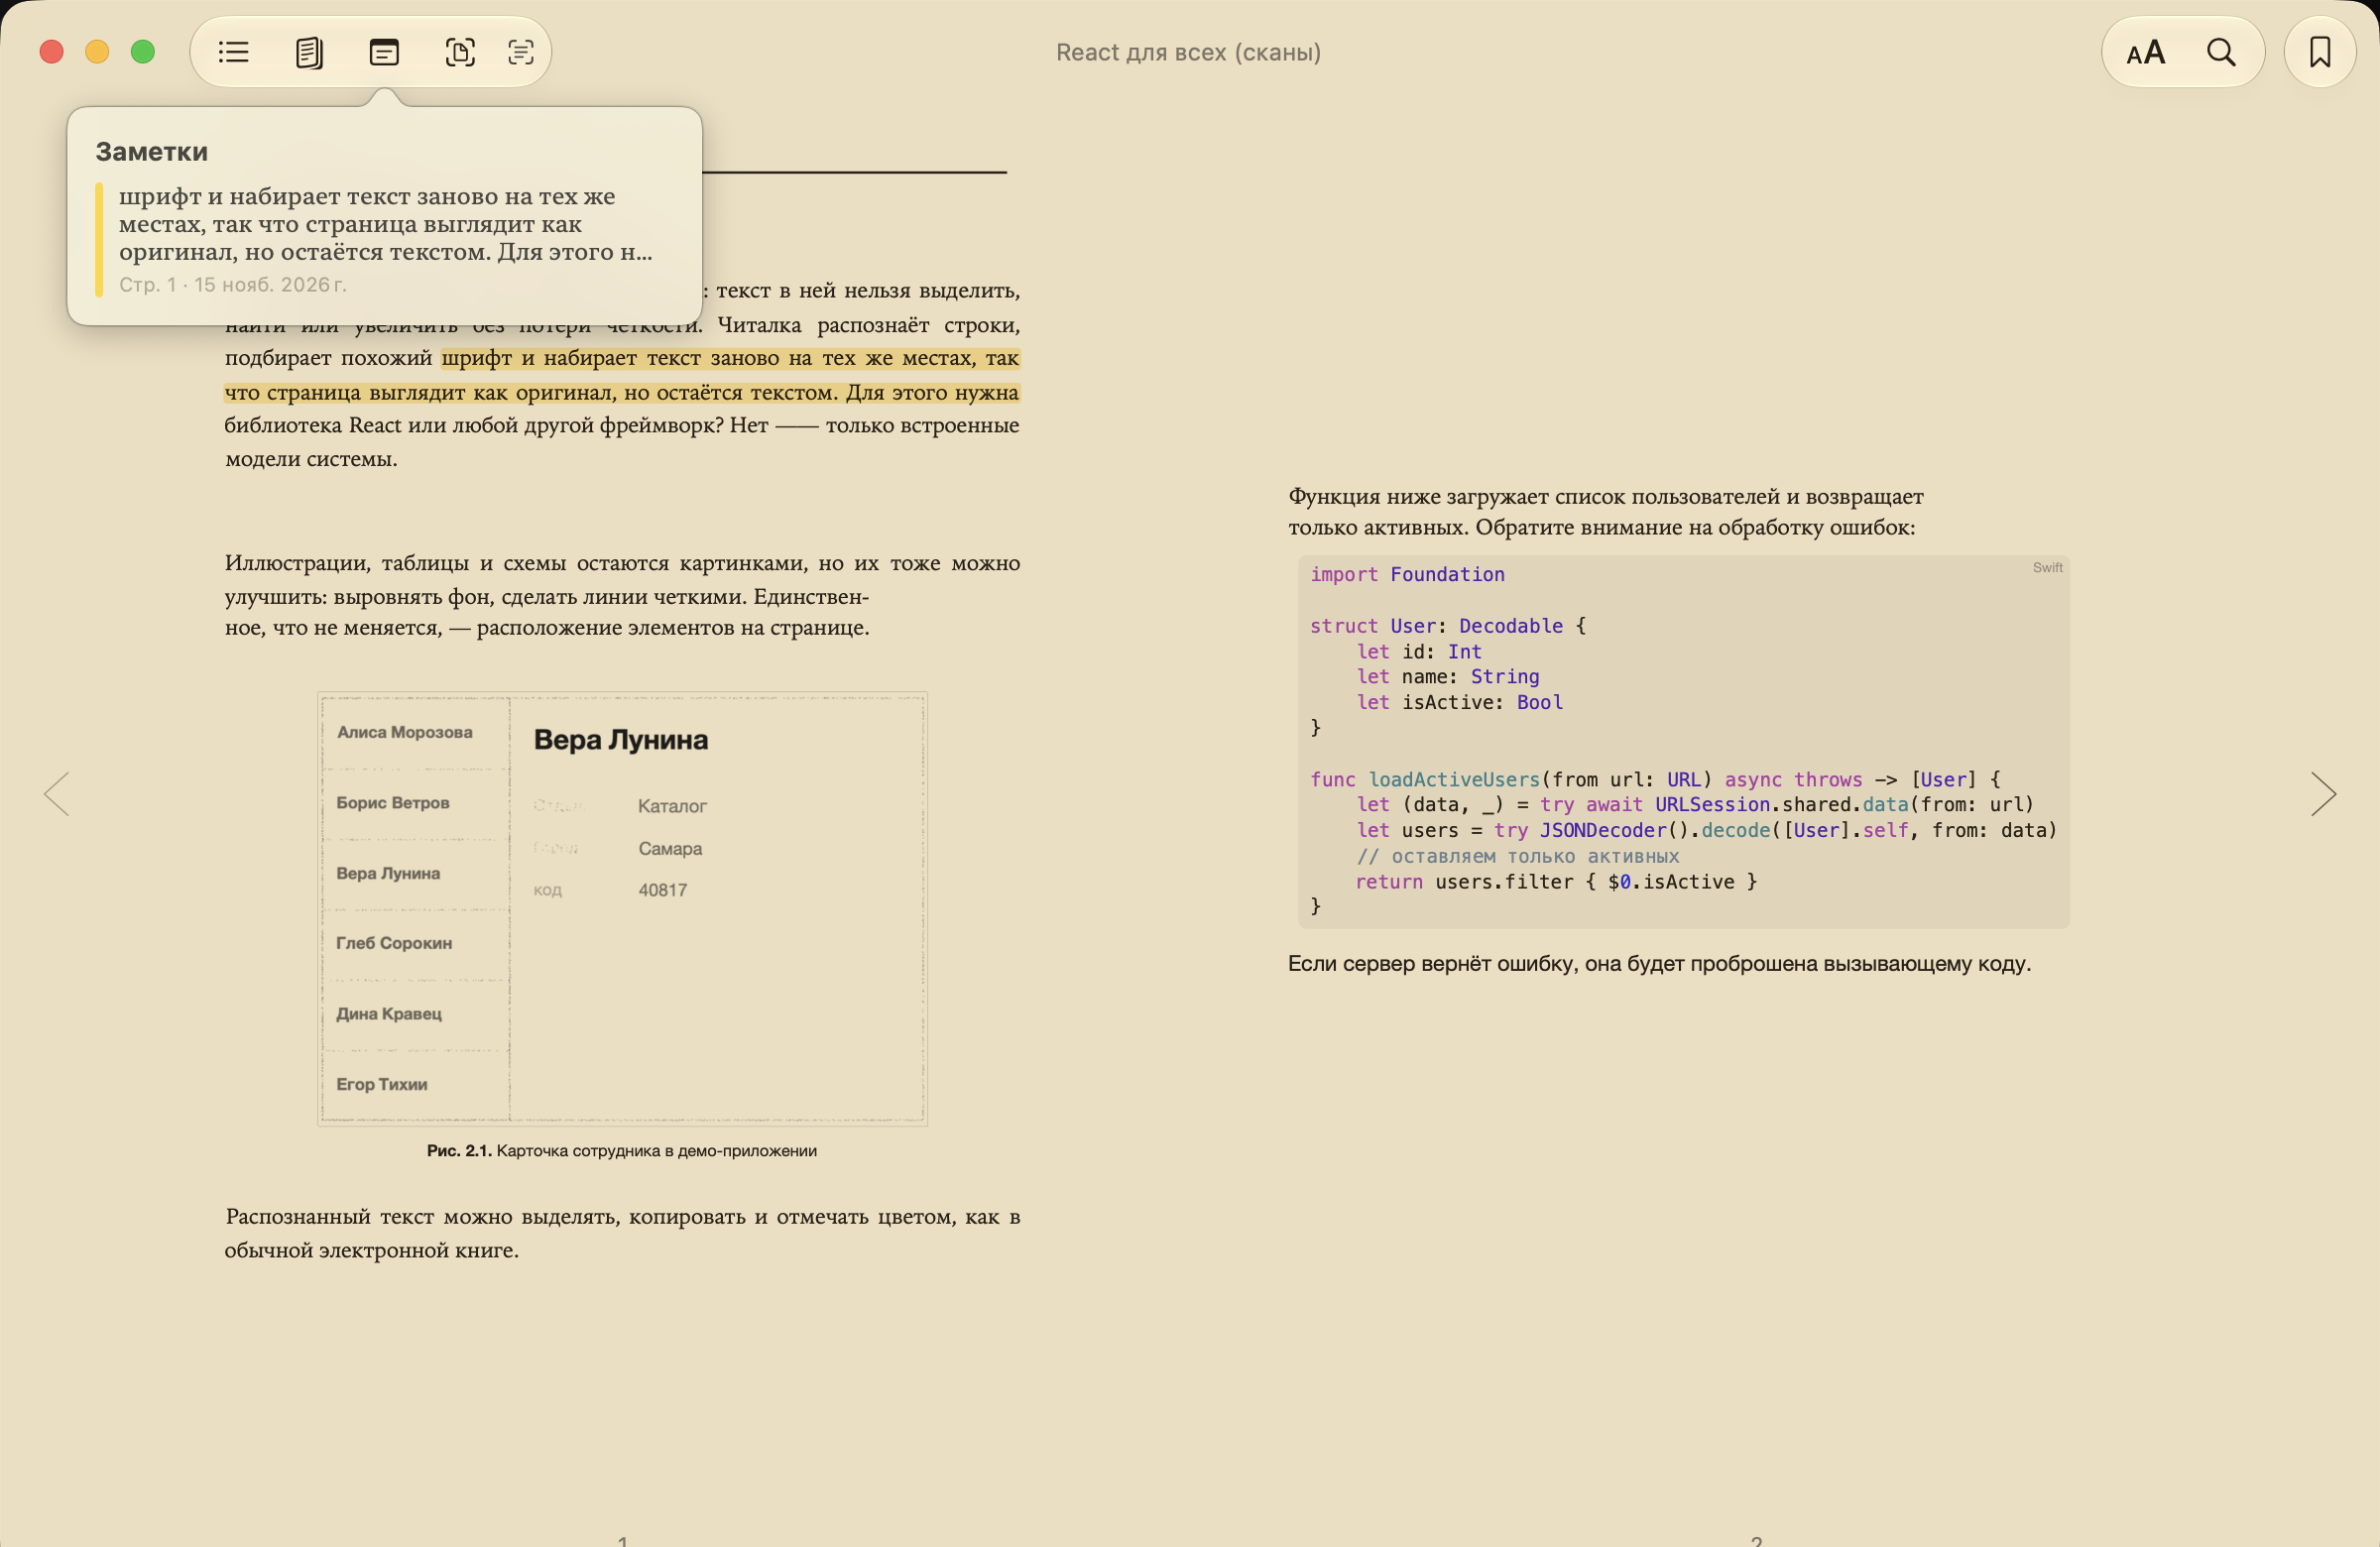 React для всех (сканы)
AA
Заметки
шрифт и набирает текст заново на тех же
местах, так что страница выглядит как
оригинал, но остаётся текстом. Для этого н...
Стр. 1 · 15 нояб. 2026 г.
: текст в ней нельзя выделить,
найти или увеличить без потери четкости. Читалка распознаёт строки,
подбирает похожий шрифт и набирает текст заново на тех же местах, так
что страница выглядит как оригинал, но остаётся текстом. Для этого нужна
библиотека React или любой другой фреймворк? Нет —— только встроенные
модели системы.
Иллюстрации, таблицы и схемы остаются картинками, но их тоже можно
улучшить: выровнять фон, сделать линии четкими. Единствен-
ное, что не меняется, — расположение элементов на странице.
Алиса Морозова
Борис Ветров
Вера Лунина
Глеб Сорокин
Дина Кравец
Егор Тихии
Вера Лунина
Каталог
Самара
код 40817
Рис. 2.1. Карточка сотрудника в демо-приложении
Распознанный текст можно выделять, копировать и отмечать цветом, как в
обычной электронной книге.
1
Функция ниже загружает список пользователей и возвращает
только активных. Обратите внимание на обработку ошибок:
Swift
import Foundation
struct User: Decodable {
    let id: Int
    let name: String
    let isActive: Bool
}
func loadActiveUsers(from url: URL) async throws -> [User] {
    let (data, _) = try await URLSession.shared.data(from: url)
    let users = try JSONDecoder().decode([User].self, from: data)
    // оставляем только активных
    return users.filter { $0.isActive }
}
Если сервер вернёт ошибку, она будет проброшена вызывающему коду.
2